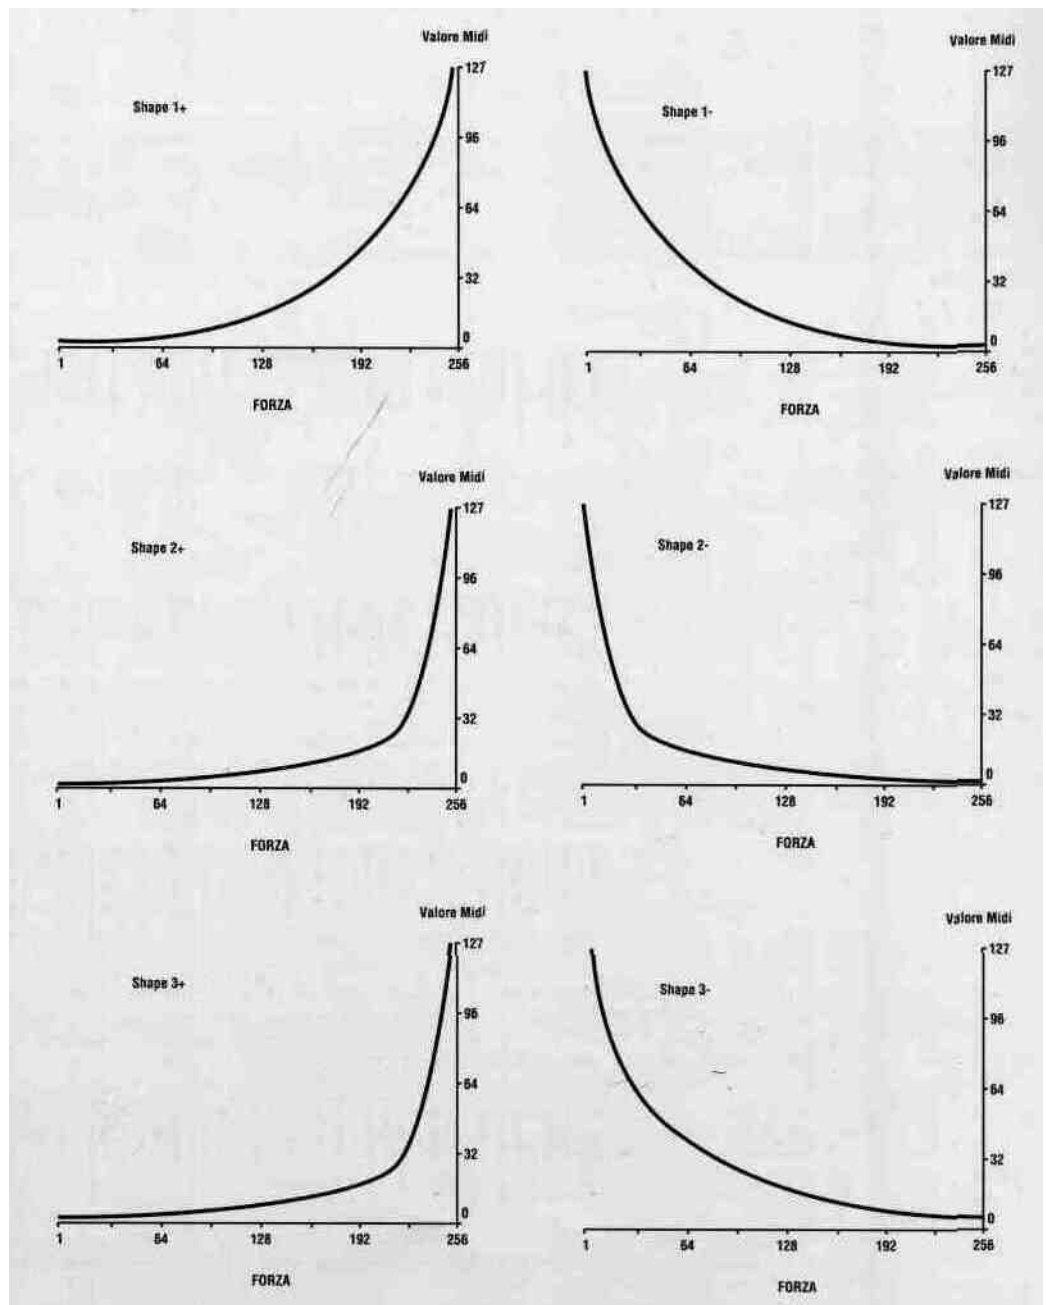 Valore Midi
127
Shape 1+
96
64
32
0
1 64 128 192 256
FORZA
Valore Midi
127
Shape 1-
96
64
32
0
1 64 128 192 256
FORZA
Valore Midi
127
Shape 2+
96
64
32
0
1 64 128 192 256
FORZA
Valore Midi
127
Shape 2-
96
64
32
0
1 64 128 192 256
FORZA
Valore Midi
127
Shape 3+
96
64
32
0
1 64 128 192 256
FORZA
Valore Midi
127
Shape 3-
96
64
32
0
1 64 128 192 256
FORZA